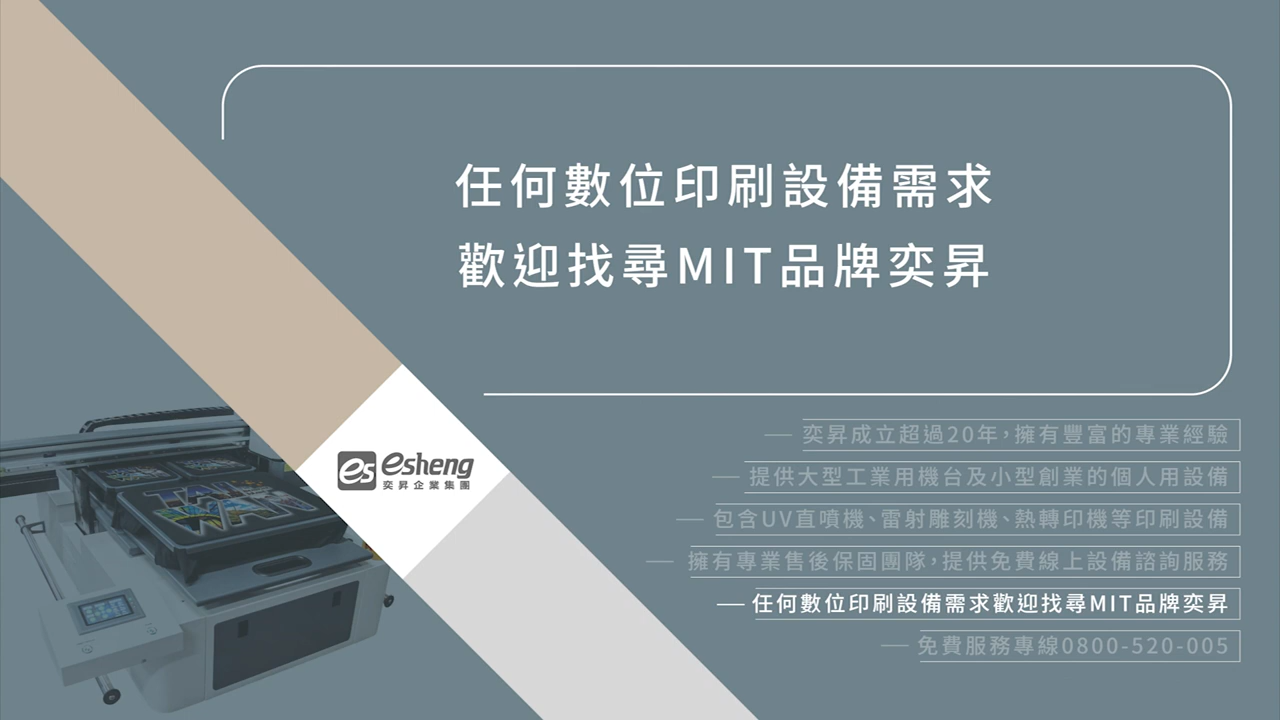 任何數位印刷設備需求
歡迎找尋MIT品牌奕昇
奕昇成立超過20年，擁有豐富的專業經驗
提供大型工業用機台及小型創業的個人用設備
包含UV直噴機、雷射雕刻機、熱轉印機等印刷設備
擁有專業售後保固團隊，提供免費線上設備諮詢服務
任何數位印刷設備需求歡迎找尋MIT品牌奕昇
免費服務專線0800-520-005
es esheng
奕昇企業集團
TAIWAN